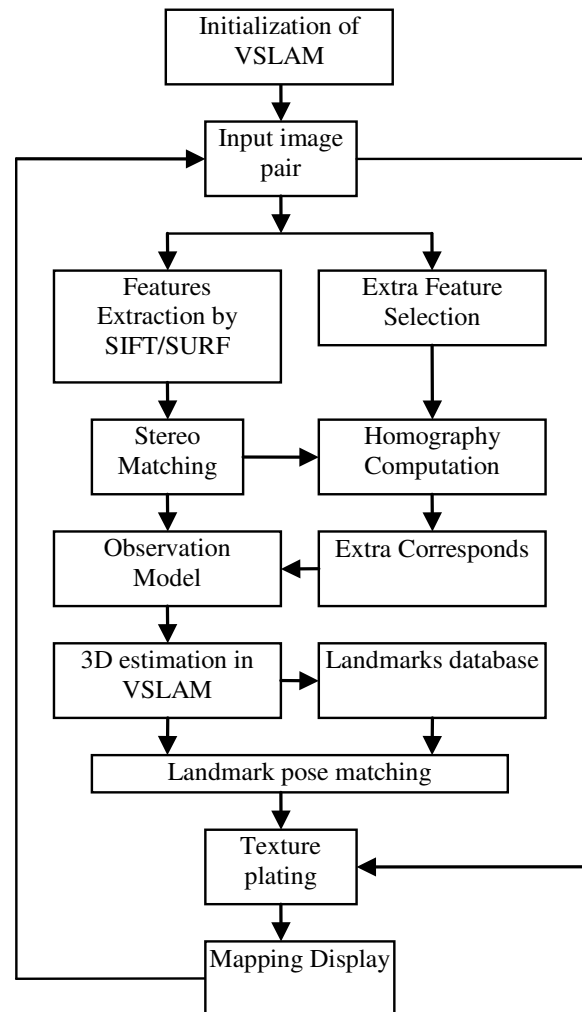 Initialization of
VSLAM
Input image
pair
Features
Extraction by
SIFT/SURF
Extra Feature
Selection
Stereo
Matching
Homography
Computation
Observation
Model
Extra Corresponds
3D estimation in
VSLAM
Landmarks database
Landmark pose matching
Texture
plating
Mapping Display